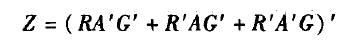 Z = ( RA'G' + R'AG' + R'A'G )'